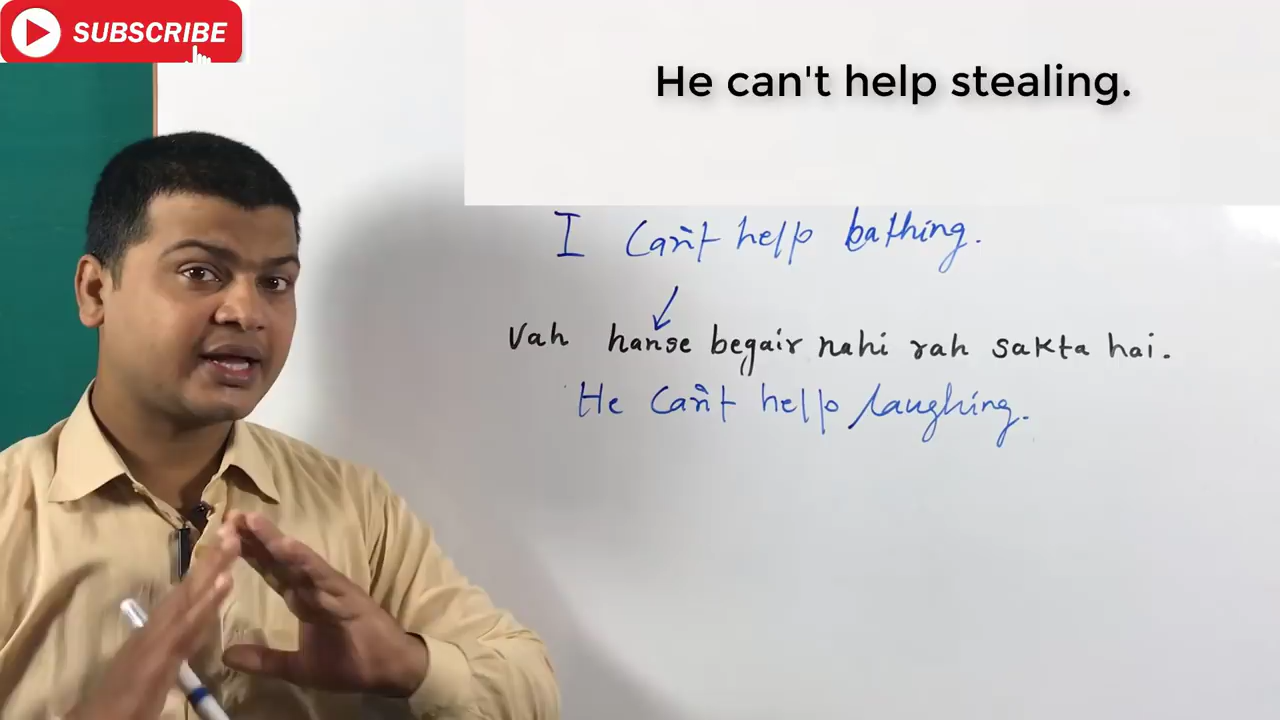 SUBSCRIBE
He can't help stealing.
I can't help bathing.
Vah hanse begair nahi rah sakta hai.
He can't help laughing.